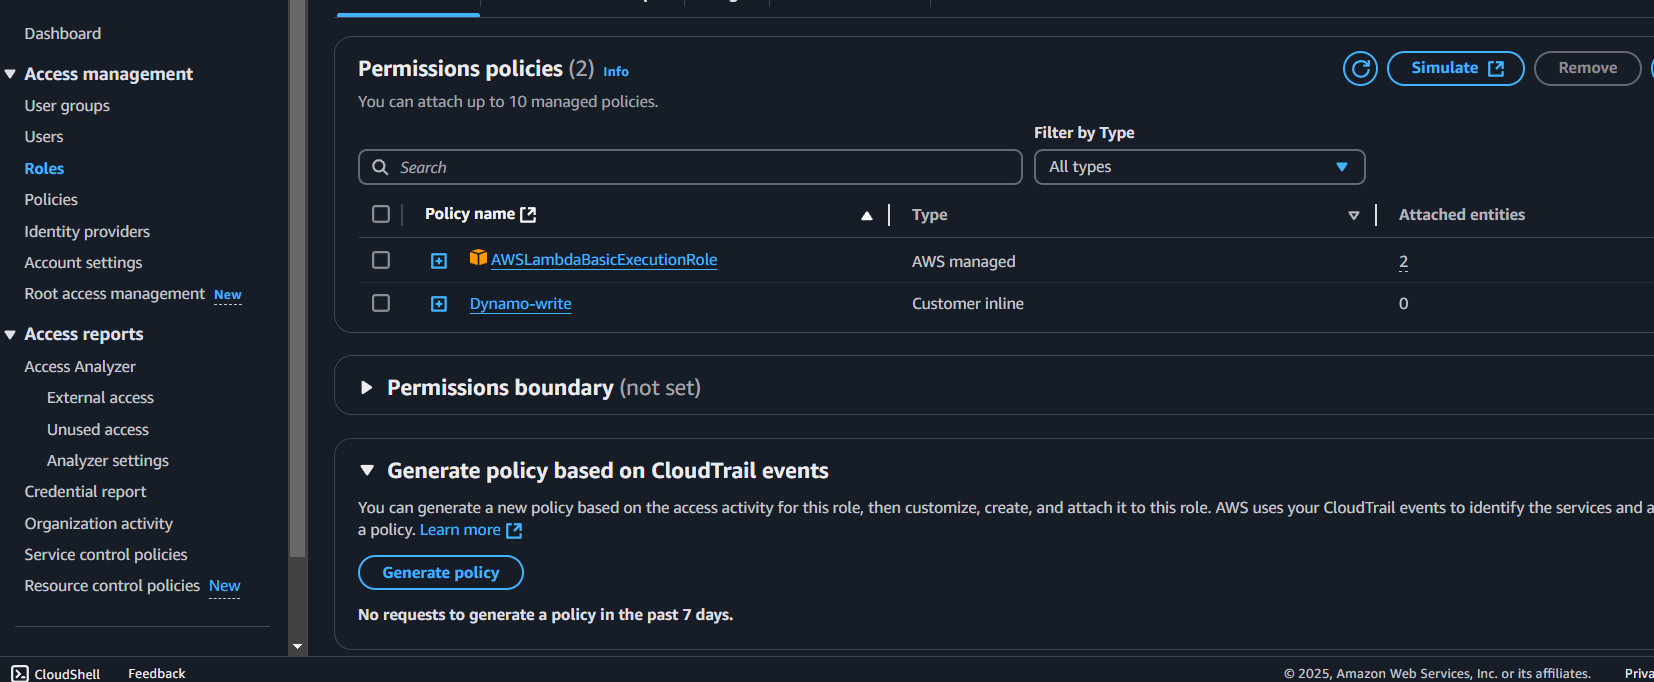 Dashboard
Access management
User groups
Users
Roles
Policies
Identity providers
Account settings
Root access management New
Access reports
Access Analyzer
External access
Unused access
Analyzer settings
Credential report
Organization activity
Service control policies
Resource control policies New
Permissions policies (2) Info
Simulate
Remove
You can attach up to 10 managed policies.
Filter by Type
Search
All types
Policy name
Type
Attached entities
AWSLambdaBasicExecutionRole
AWS managed
2
Dynamo-write
Customer inline
0
Permissions boundary (not set)
Generate policy based on CloudTrail events
You can generate a new policy based on the access activity for this role, then customize, create, and attach it to this role. AWS uses your CloudTrail events to identify the services and
a policy. Learn more
Generate policy
No requests to generate a policy in the past 7 days.
CloudShell
Feedback
© 2025, Amazon Web Services, Inc. or its affiliates.